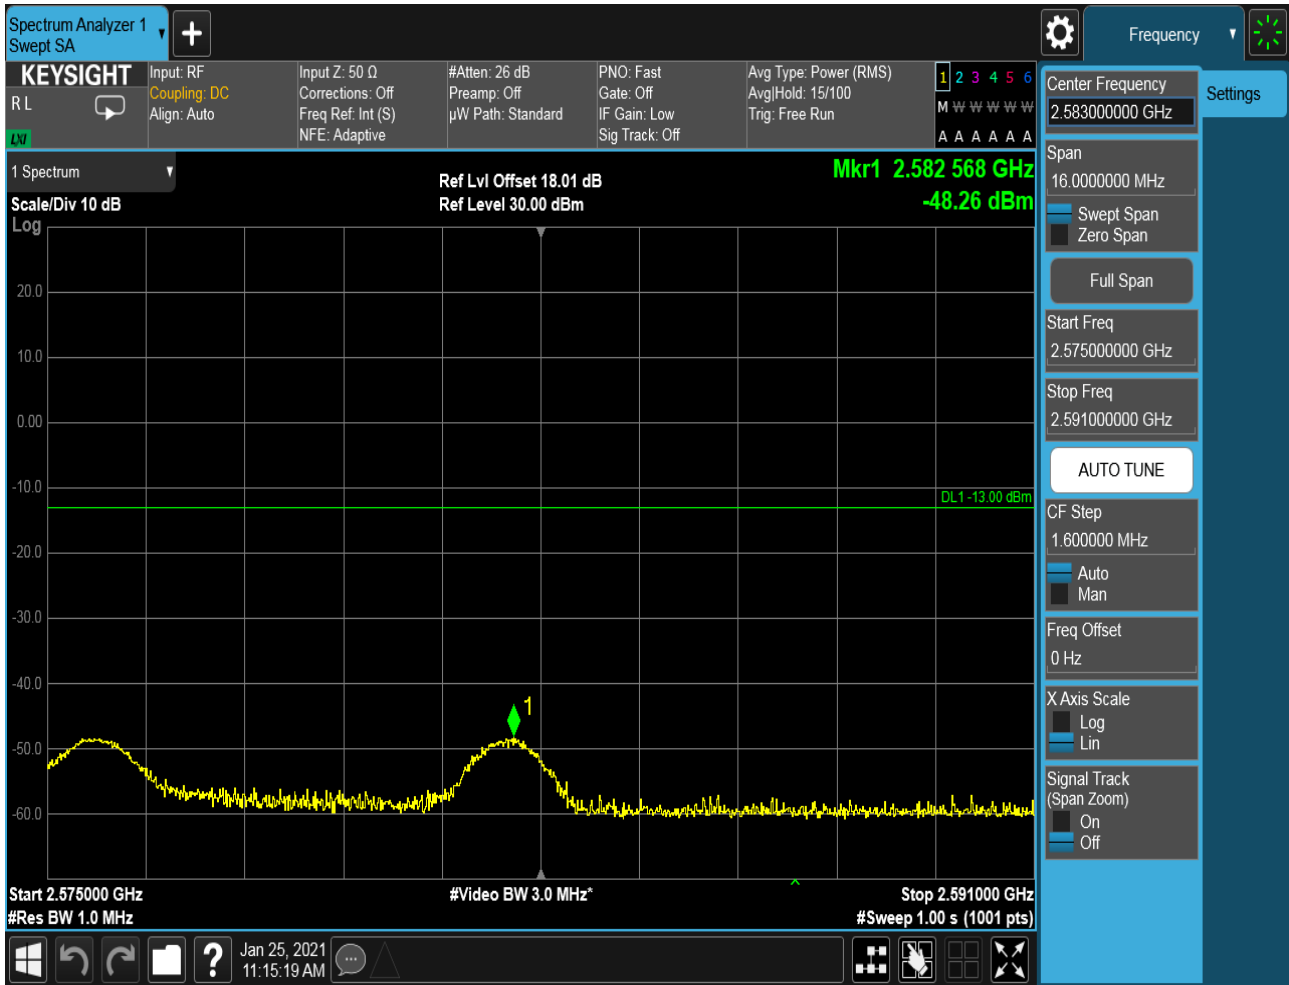 Spectrum Analyzer 1
Swept SA
Frequency
KEYSIGHT
R L
LXI
Input: RF
Coupling: DC
Align: Auto
Input Z: 50 Ω
Corrections: Off
Freq Ref: Int (S)
NFE: Adaptive
#Atten: 26 dB
Preamp: Off
µW Path: Standard
PNO: Fast
Gate: Off
IF Gain: Low
Sig Track: Off
Avg Type: Power (RMS)
Avg|Hold: 15/100
Trig: Free Run
1 2 3 4 5 6
M W W W W W
A A A A A A
1 Spectrum
Scale/Div 10 dB
Log
Ref Lvl Offset 18.01 dB
Ref Level 30.00 dBm
Mkr1 2.582 568 GHz
-48.26 dBm
20.0
10.0
0.00
-10.0
DL1 -13.00 dBm
-20.0
-30.0
-40.0
1
-50.0
-60.0
Start 2.575000 GHz
#Res BW 1.0 MHz
#Video BW 3.0 MHz*
Stop 2.591000 GHz
#Sweep 1.00 s (1001 pts)
Center Frequency
2.583000000 GHz
Settings
Span
16.0000000 MHz
Swept Span
Zero Span
Full Span
Start Freq
2.575000000 GHz
Stop Freq
2.591000000 GHz
AUTO TUNE
CF Step
1.600000 MHz
Auto
Man
Freq Offset
0 Hz
X Axis Scale
Log
Lin
Signal Track
(Span Zoom)
On
Off
?
Jan 25, 2021
11:15:19 AM